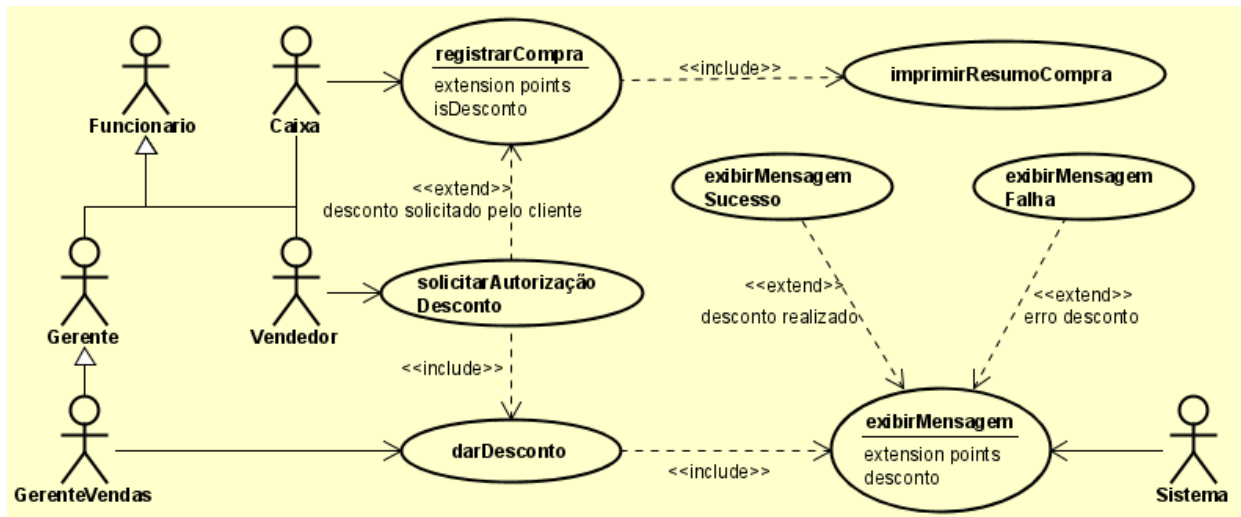 Funcionario
Caixa
registrarCompra
extension points
isDesconto
<<include>>
imprimirResumoCompra
<<extend>>
desconto solicitado pelo cliente
exibirMensagem
Sucesso
exibirMensagem
Falha
Gerente
Vendedor
solicitarAutorização
Desconto
<<extend>>
desconto realizado
<<extend>>
erro desconto
<<include>>
GerenteVendas
darDesconto
<<include>>
exibirMensagem
extension points
desconto
Sistema